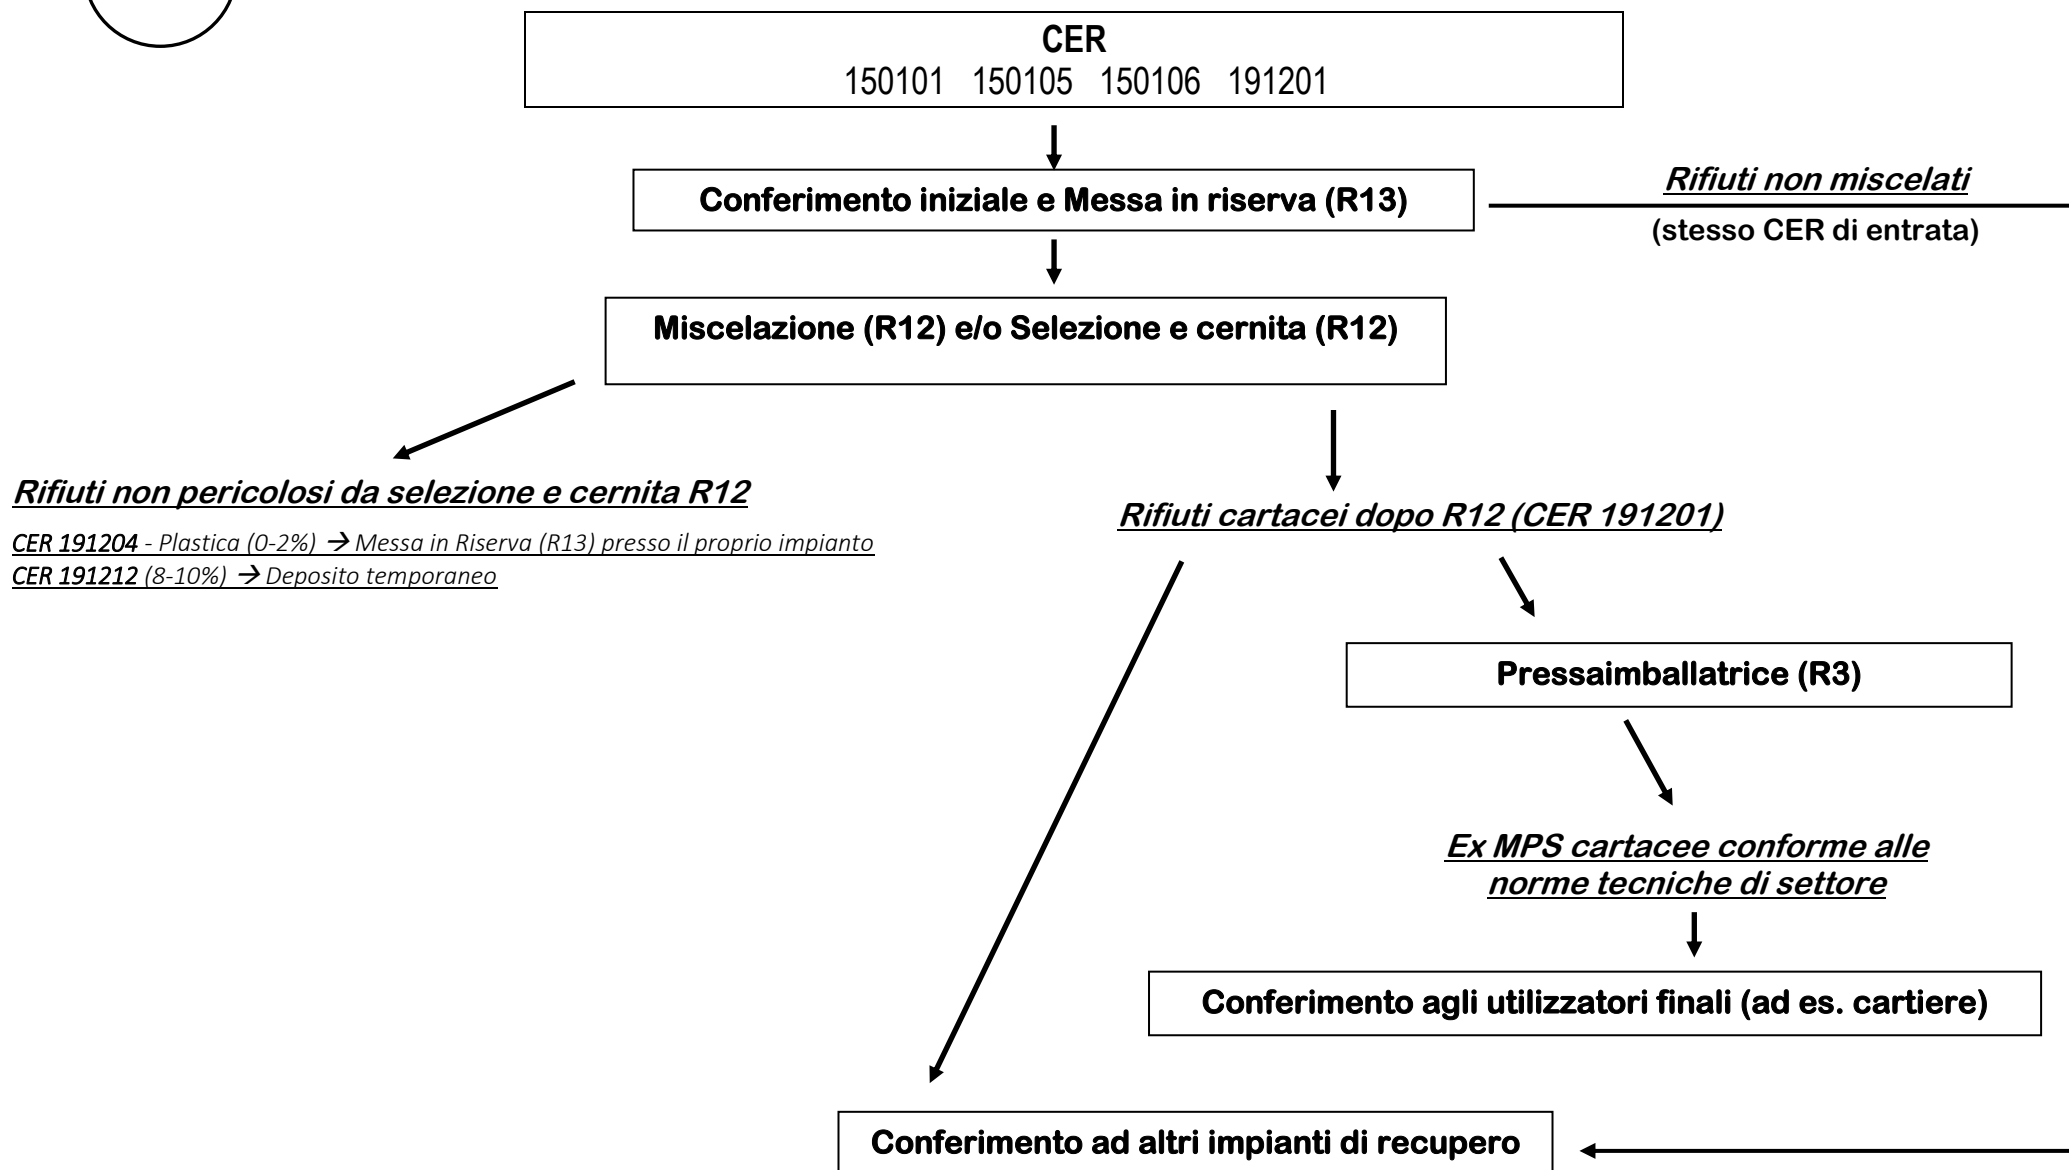 CER
150101 150105 150106 191201
Conferimento iniziale e Messa in riserva (R13)
Rifiuti non miscelati
(stesso CER di entrata)
Miscelazione (R12) e/o Selezione e cernita (R12)
Rifiuti non pericolosi da selezione e cernita R12
CER 191204 - Plastica (0-2%) → Messa in Riserva (R13) presso il proprio impianto
CER 191212 (8-10%) → Deposito temporaneo
Rifiuti cartacei dopo R12 (CER 191201)
Pressaimballatrice (R3)
Ex MPS cartacee conforme alle
norme tecniche di settore
Conferimento agli utilizzatori finali (ad es. cartiere)
Conferimento ad altri impianti di recupero